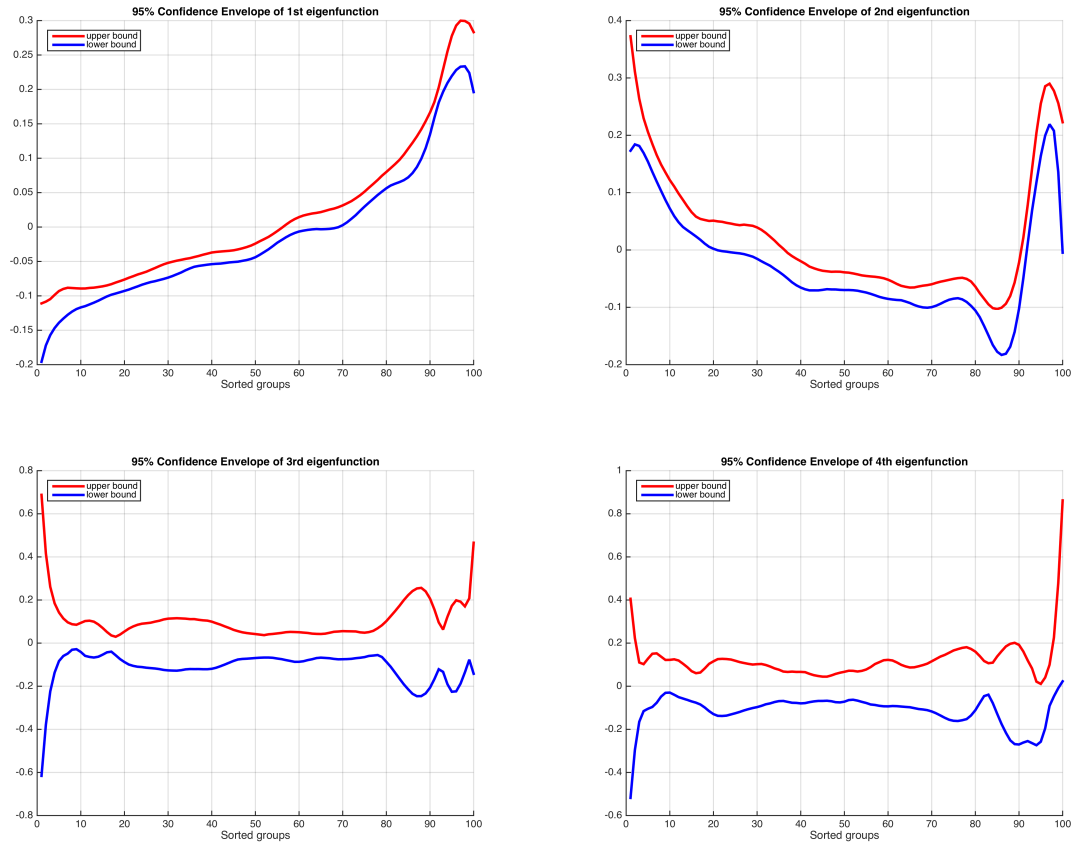 95% Confidence Envelope of 1st eigenfunction
upper bound
lower bound
0.3
0.25
0.2
0.15
0.1
0.05
0
-0.05
-0.1
-0.15
-0.2
0 10 20 30 40 50 60 70 80 90 100
Sorted groups
95% Confidence Envelope of 2nd eigenfunction
upper bound
lower bound
0.4
0.3
0.2
0.1
0
-0.1
-0.2
0 10 20 30 40 50 60 70 80 90 100
Sorted groups
95% Confidence Envelope of 3rd eigenfunction
upper bound
lower bound
0.8
0.6
0.4
0.2
0
-0.2
-0.4
-0.6
-0.8
0 10 20 30 40 50 60 70 80 90 100
Sorted groups
95% Confidence Envelope of 4th eigenfunction
upper bound
lower bound
1
0.8
0.6
0.4
0.2
0
-0.2
-0.4
-0.6
0 10 20 30 40 50 60 70 80 90 100
Sorted groups